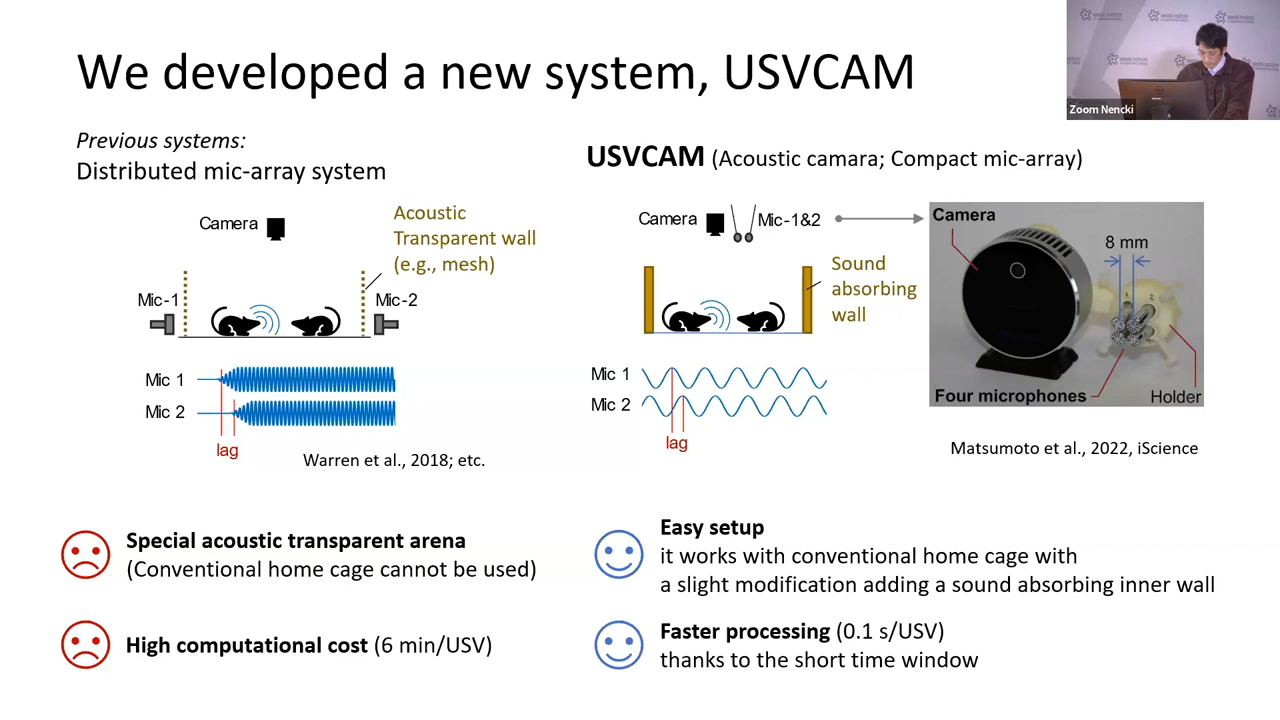 We developed a new system, USVCAM
Zoom Nencki
Previous systems:
Distributed mic-array system
Camera
Acoustic
Transparent wall
(e.g., mesh)
Mic-1
Mic-2
Mic 1
Mic 2
lag
Warren et al., 2018; etc.
USVCAM (Acoustic camara; Compact mic-array)
Camera
Mic-1&2
Sound
absorbing
wall
Mic 1
Mic 2
lag
Camera
8 mm
Four microphones
Holder
Matsumoto et al., 2022, iScience
Special acoustic transparent arena
(Conventional home cage cannot be used)
High computational cost (6 min/USV)
Easy setup
it works with conventional home cage with
a slight modification adding a sound absorbing inner wall
Faster processing (0.1 s/USV)
thanks to the short time window